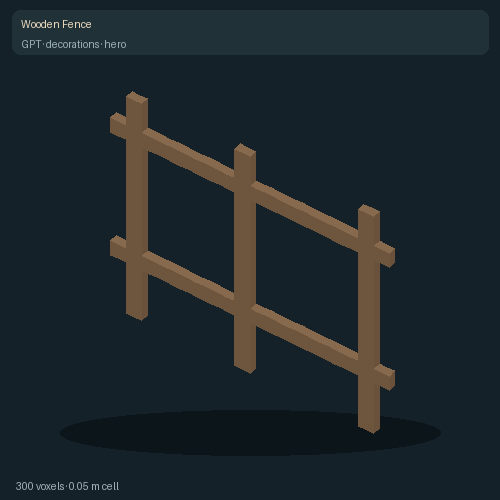 Wooden Fence
GPT · decorations · hero
300 voxels · 0.05 m cell